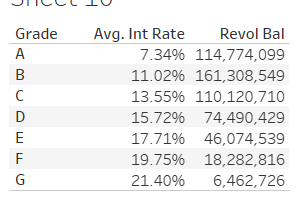 Sheet 10
Grade Avg. Int Rate Revol Bal
A 7.34% 114,774,099
B 11.02% 161,308,549
C 13.55% 110,120,710
D 15.72% 74,490,429
E 17.71% 46,074,539
F 19.75% 18,282,816
G 21.40% 6,462,726